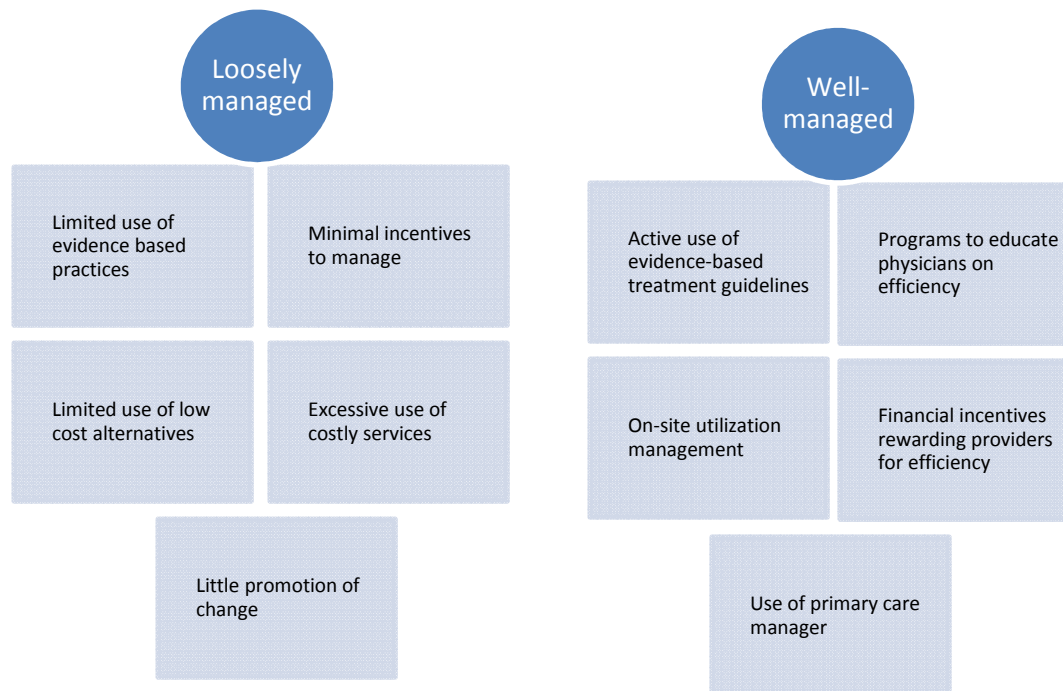 Loosely
managed
Limited use of
evidence based
practices
Minimal incentives
to manage
Limited use of low
cost alternatives
Excessive use of
costly services
Little promotion of
change
Well-
managed
Active use of
evidence-based
treatment guidelines
Programs to educate
physicians on
efficiency
On-site utilization
management
Financial incentives
rewarding providers
for efficiency
Use of primary care
manager